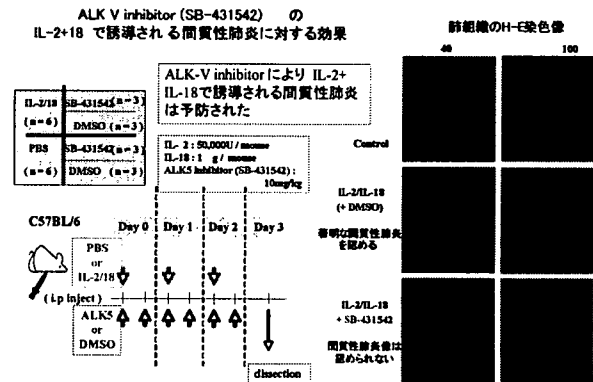 ALK V inhibitor (SB-431542) の
IL-2+18 で誘導される間質性肺炎に対する効果
IL-2/18
(n=6)
SB-431542(n=3)
DMSO (n=3)
PBS
(n=6)
SB-431542(n=3)
DMSO (n=3)
ALK-V inhibitor により IL-2+
IL-18で誘導される間質性肺炎
は予防された
IL- 2 : 50,000U / mouse
IL-18 : 1 g / mouse
ALK5 inhibitor (SB-431542) :
10mg/kg
C57BL/6
Day 0 Day 1 Day 2 Day 3
PBS
or
IL-2/18
( i.p inject )
ALK5
or
DMSO
dissection
肺組織のH-E染色像
40 100
Control
IL-2/IL-18
(+ DMSO)
著明な間質性肺炎
を認める
IL-2/IL-18
+ SB-431542
間質性肺炎像は
認められない